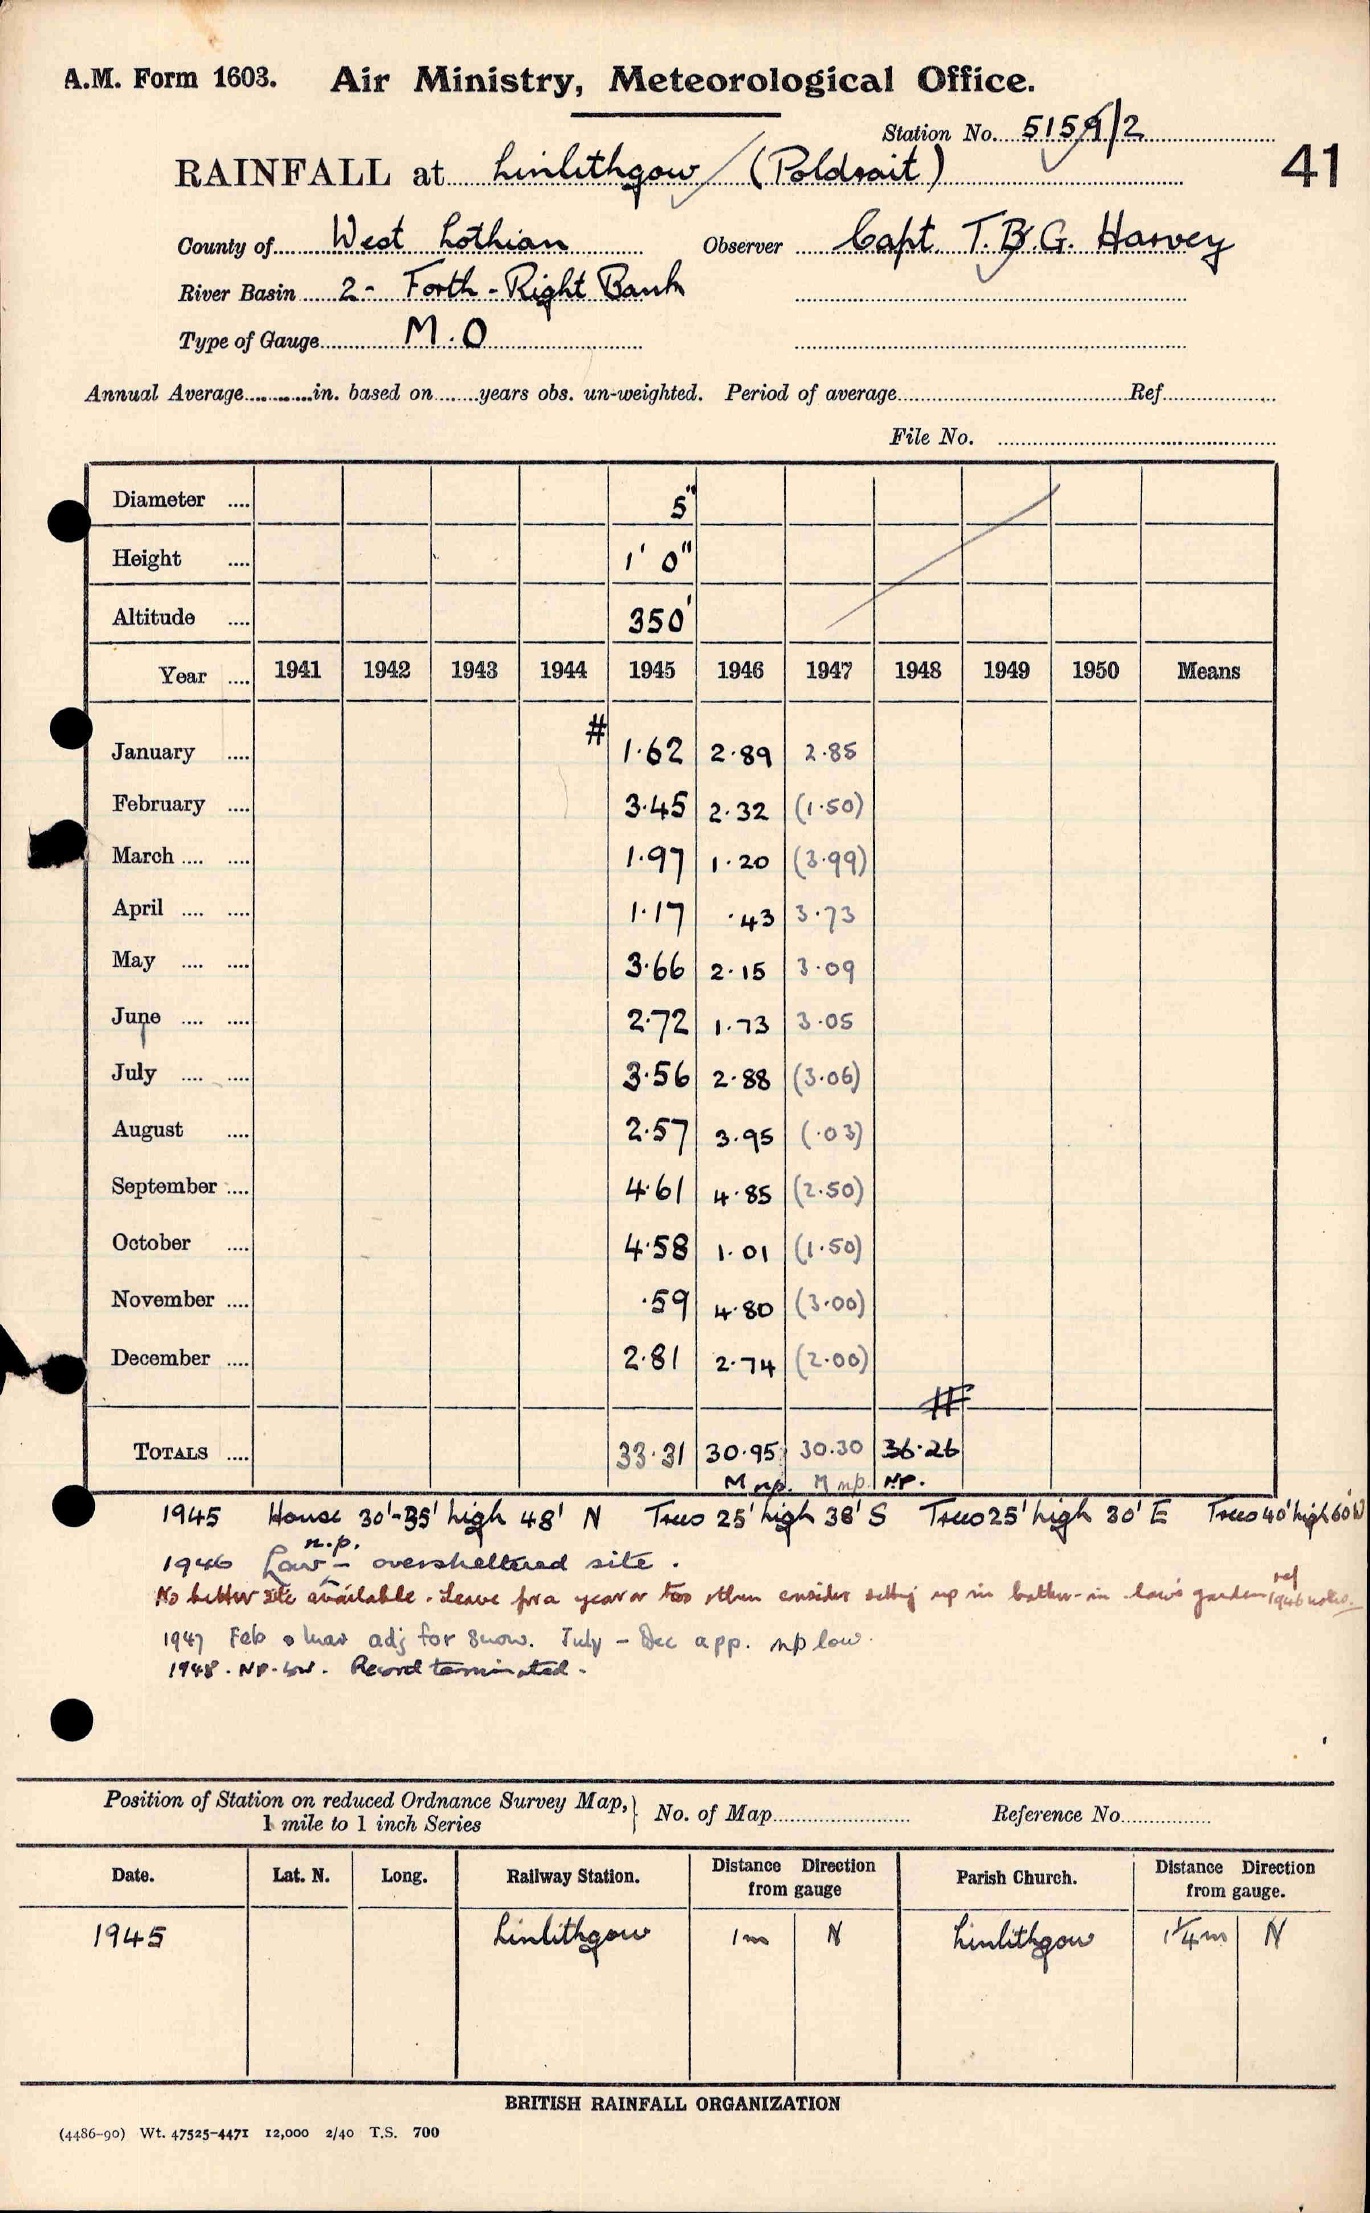 A.M. Form 1603. Air Ministry, Meteorological Office.
Station No. 5159/2
41
RAINFALL at Linlithgow (Poldrait)
County of West Lothian Observer Capt. T.B.G. Harvey
River Basin 2- Forth - Right Bank
Type of Gauge M.O
Annual Average in. based on years obs. un-weighted. Period of average Ref
File No.
Diameter .... 5"
Height .... 1' 0"
Altitude .... 350'
Year .... 1941 1942 1943 1944 1945 1946 1947 1948 1949 1950 Means
#
January .... 1·62 2·89 2·85
February .... 3·45 2·32 (1·50)
March .... .... 1·97 1·20 (3·99)
April .... .... 1·17 ·43 3·73
May .... .... 3·66 2·15 3·09
June .... .... 2·72 1·73 3·05
July .... .... 3·56 2·88 (3·06)
August .... 2·57 3·95 (·03)
September .... 4·61 4·85 (2·50)
October .... 4·58 1·01 (1·50)
November .... ·59 4·80 (3·00)
December .... 2·81 2·74 (2·00)
#
TOTALS .... 33·31 30·95 30·30 36·26
M np. M np. NP.
1945 House 30'-35' high 48' N Trees 25' high 38' S Trees 25' high 30' E Trees 40' high 60' W
n.p.
1946 Low - oversheltered site.
No better site available. Leave for a year or two then consider setting up in better-in law's garden ref 1946 notes.
1947 Feb & Mar adj for snow. July - Dec app. np low.
1948. NP. low. Record terminated.
Position of Station on reduced Ordnance Survey Map, 1 mile to 1 inch Series } No. of Map Reference No.
Date. Lat. N. Long. Railway Station. Distance Direction from gauge Parish Church. Distance Direction from gauge.
1945 Linlithgow 1m N Linlithgow 1¼m N
BRITISH RAINFALL ORGANIZATION
(4486-90) Wt. 47525-4471 12,000 2/40 T.S. 700